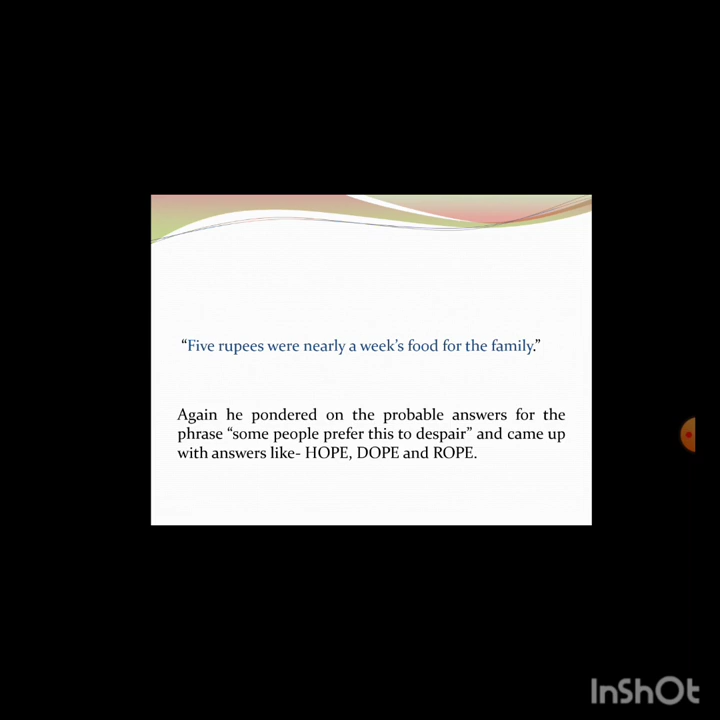 “Five rupees were nearly a week’s food for the family.”
Again he pondered on the probable answers for the
phrase “some people prefer this to despair” and came up
with answers like- HOPE, DOPE and ROPE.
InShOt